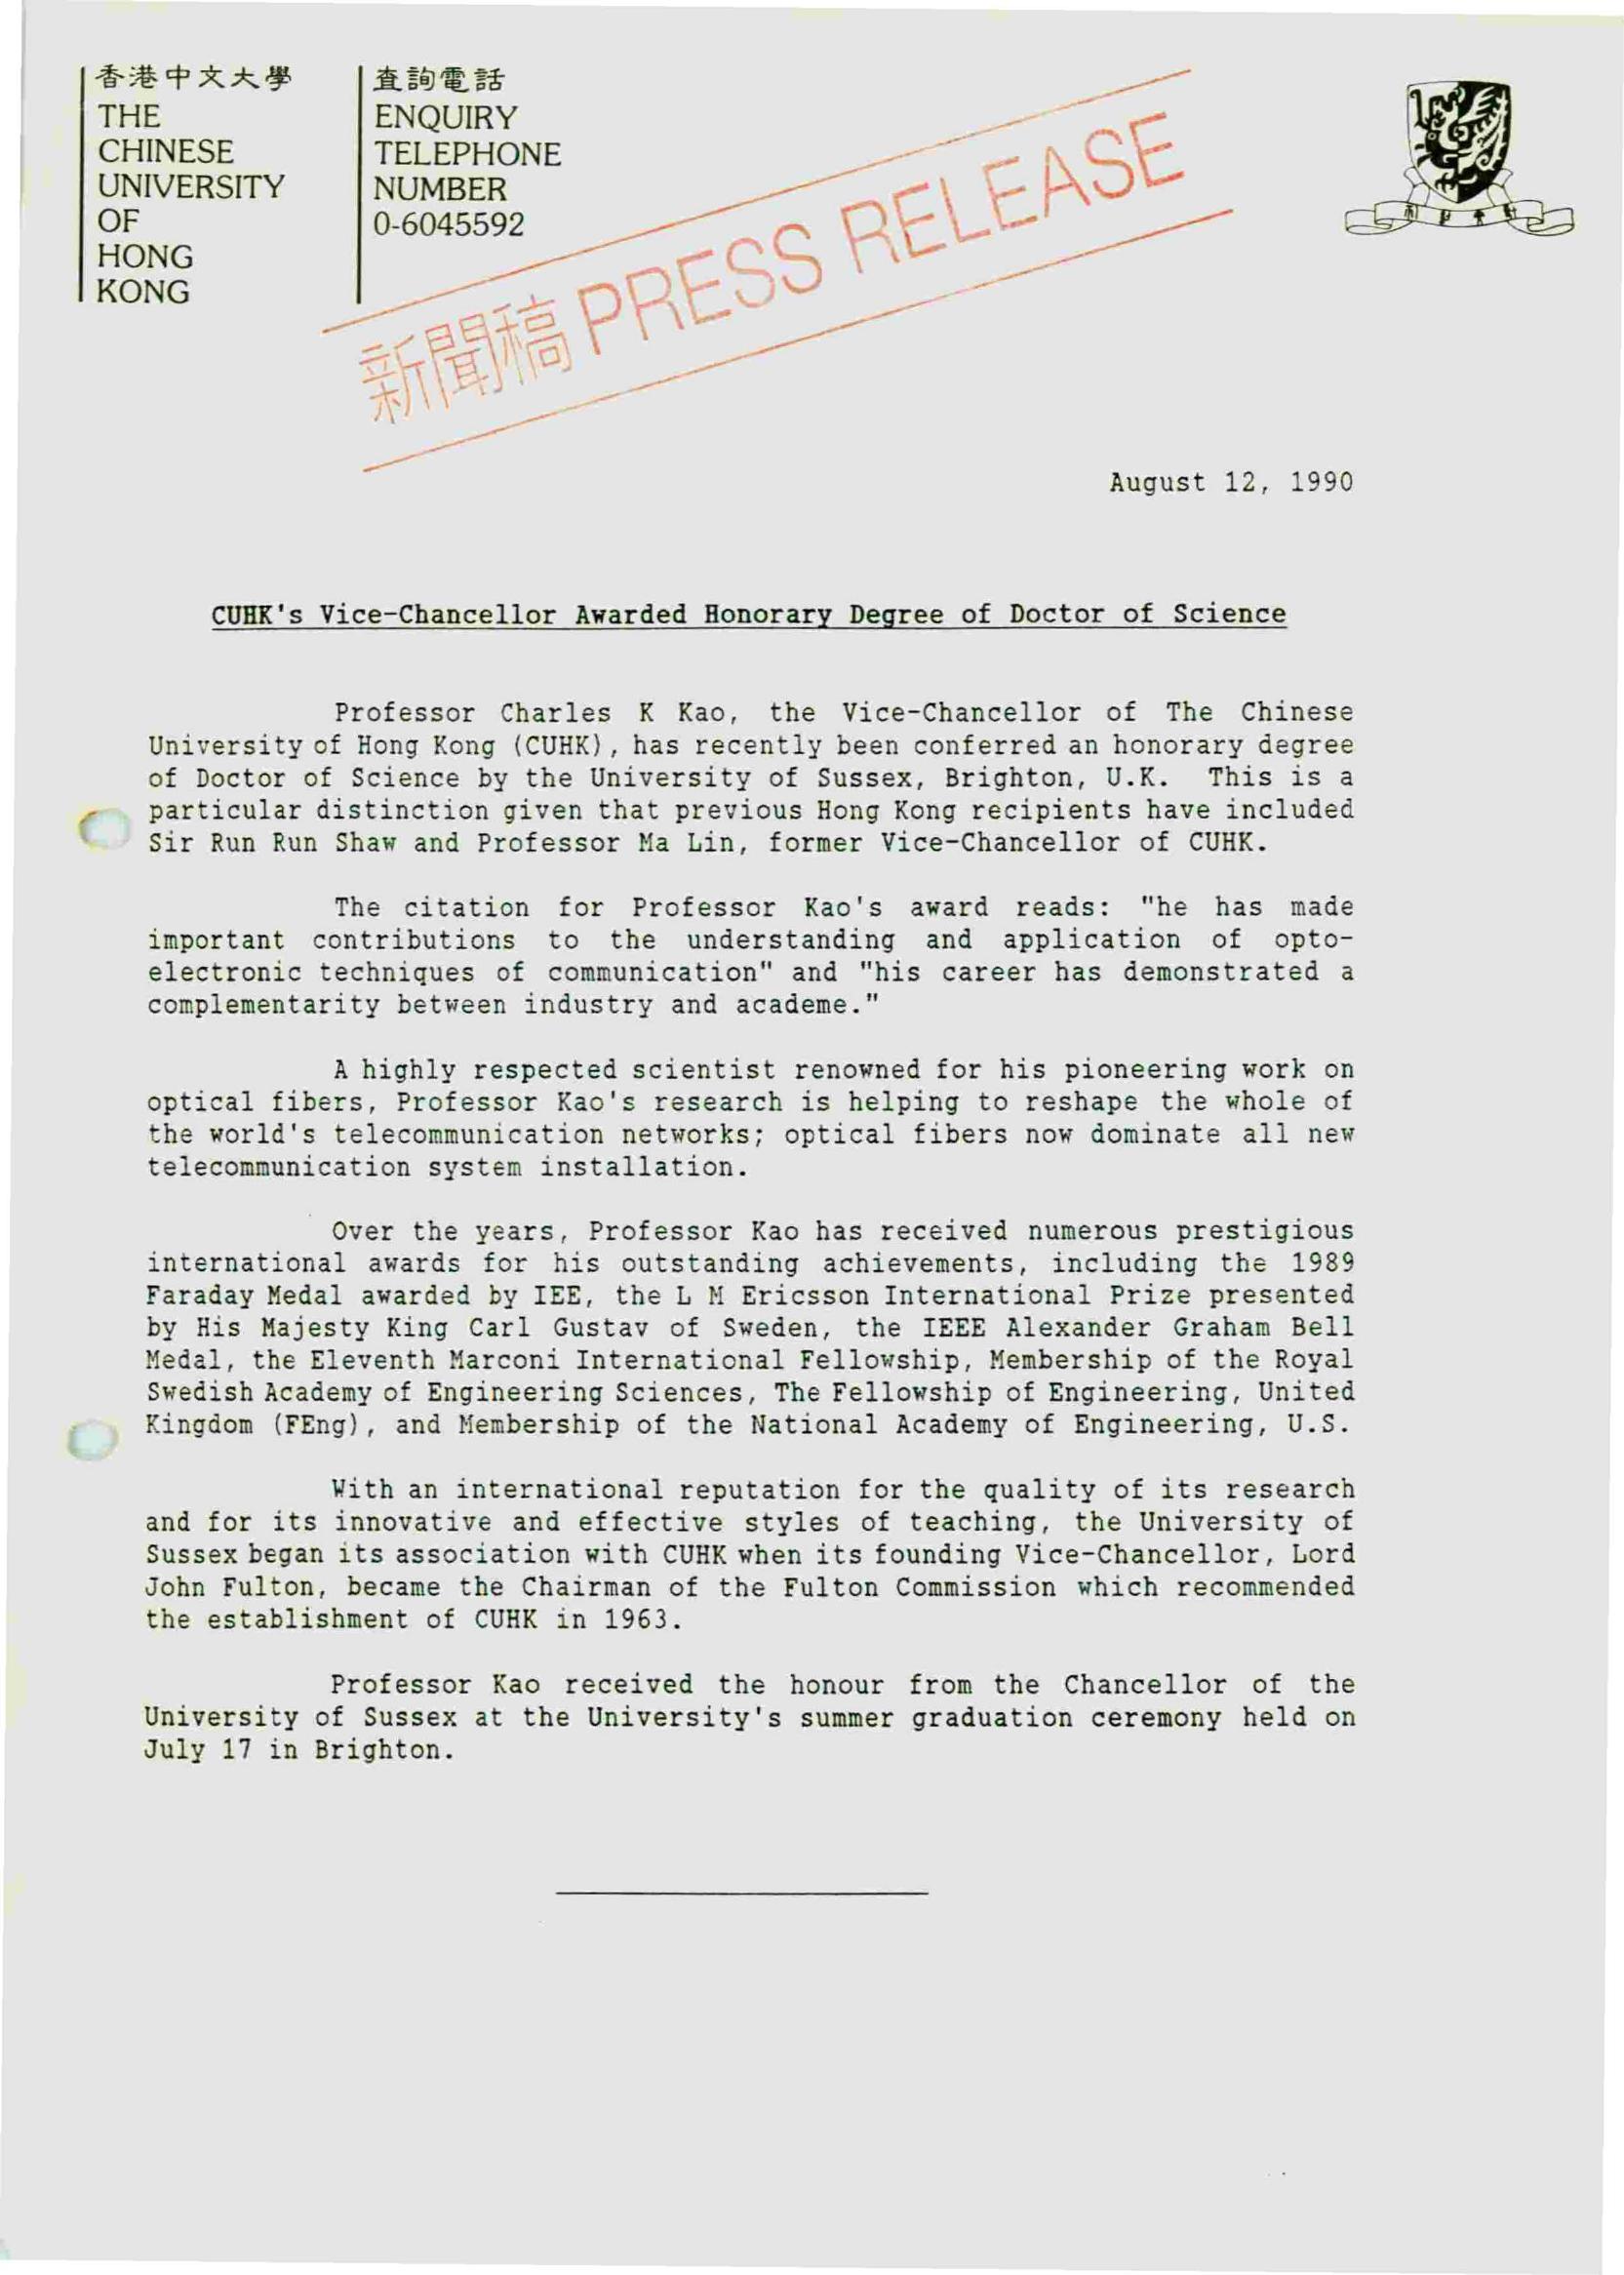 香港中文大學
THE
CHINESE
UNIVERSITY
OF
HONG
KONG
查詢電話
ENQUIRY
TELEPHONE
NUMBER
0-6045592
新聞稿 PRESS RELEASE
August 12, 1990
CUHK's Vice-Chancellor Awarded Honorary Degree of Doctor of Science
Professor Charles K Kao, the Vice-Chancellor of The Chinese
University of Hong Kong (CUHK), has recently been conferred an honorary degree
of Doctor of Science by the University of Sussex, Brighton, U.K. This is a
particular distinction given that previous Hong Kong recipients have included
Sir Run Run Shaw and Professor Ma Lin, former Vice-Chancellor of CUHK.
The citation for Professor Kao's award reads: "he has made
important contributions to the understanding and application of opto-
electronic techniques of communication" and "his career has demonstrated a
complementarity between industry and academe."
A highly respected scientist renowned for his pioneering work on
optical fibers, Professor Kao's research is helping to reshape the whole of
the world's telecommunication networks; optical fibers now dominate all new
telecommunication system installation.
Over the years, Professor Kao has received numerous prestigious
international awards for his outstanding achievements, including the 1989
Faraday Medal awarded by IEE, the L M Ericsson International Prize presented
by His Majesty King Carl Gustav of Sweden, the IEEE Alexander Graham Bell
Medal, the Eleventh Marconi International Fellowship, Membership of the Royal
Swedish Academy of Engineering Sciences, The Fellowship of Engineering, United
Kingdom (FEng), and Membership of the National Academy of Engineering, U.S.
With an international reputation for the quality of its research
and for its innovative and effective styles of teaching, the University of
Sussex began its association with CUHK when its founding Vice-Chancellor, Lord
John Fulton, became the Chairman of the Fulton Commission which recommended
the establishment of CUHK in 1963.
Professor Kao received the honour from the Chancellor of the
University of Sussex at the University's summer graduation ceremony held on
July 17 in Brighton.